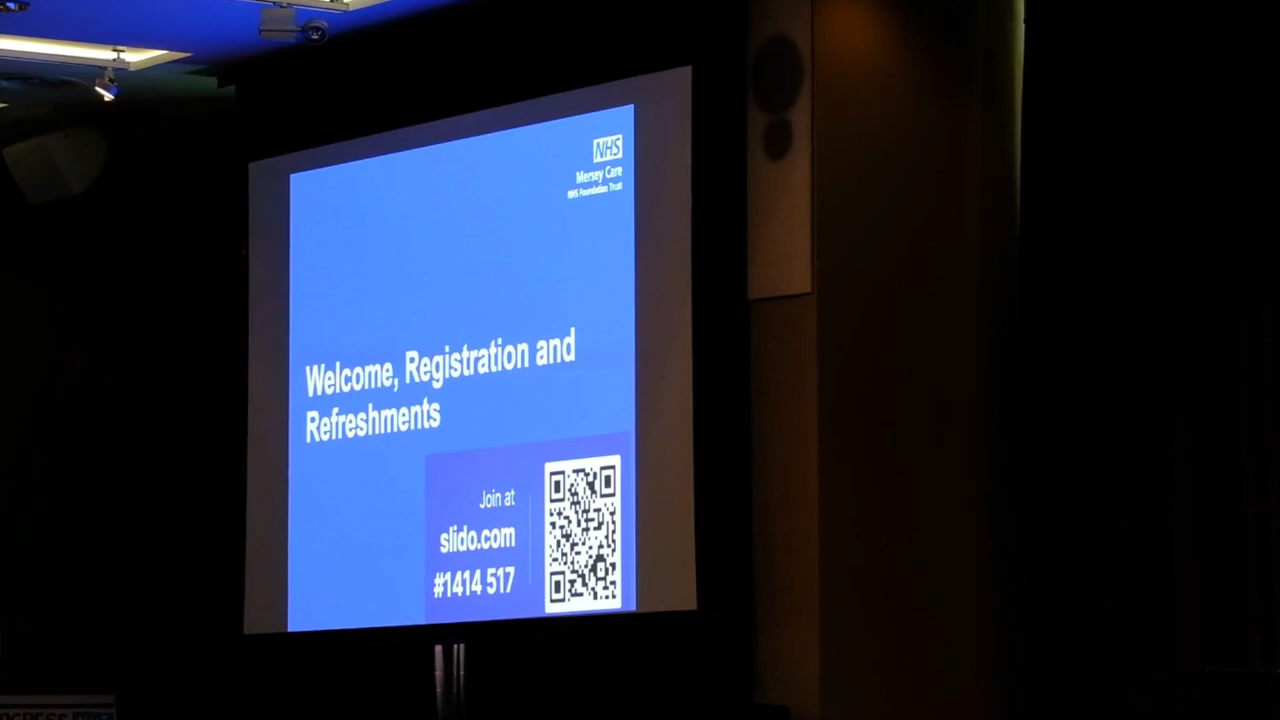 NHS
Mersey Care
NHS Foundation Trust
Welcome, Registration and
Refreshments
Join at
slido.com
#1414 517